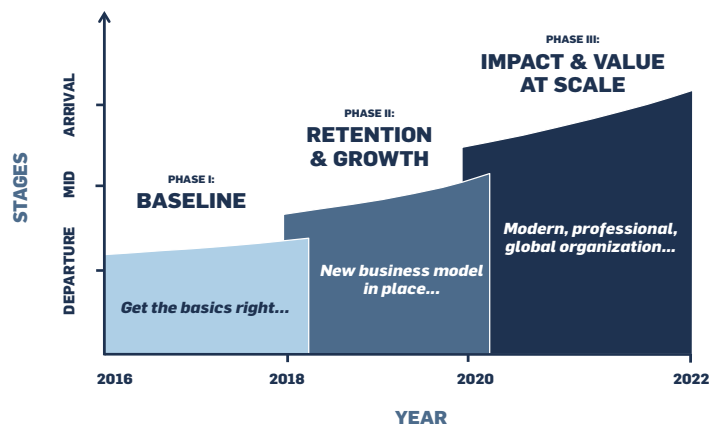 PHASE III:
IMPACT & VALUE
AT SCALE
PHASE II:
RETENTION
& GROWTH
PHASE I:
BASELINE
STAGES
ARRIVAL
MID
DEPARTURE
Modern, professional,
global organization...
New business model
in place...
Get the basics right...
2016
2018
2020
2022
YEAR